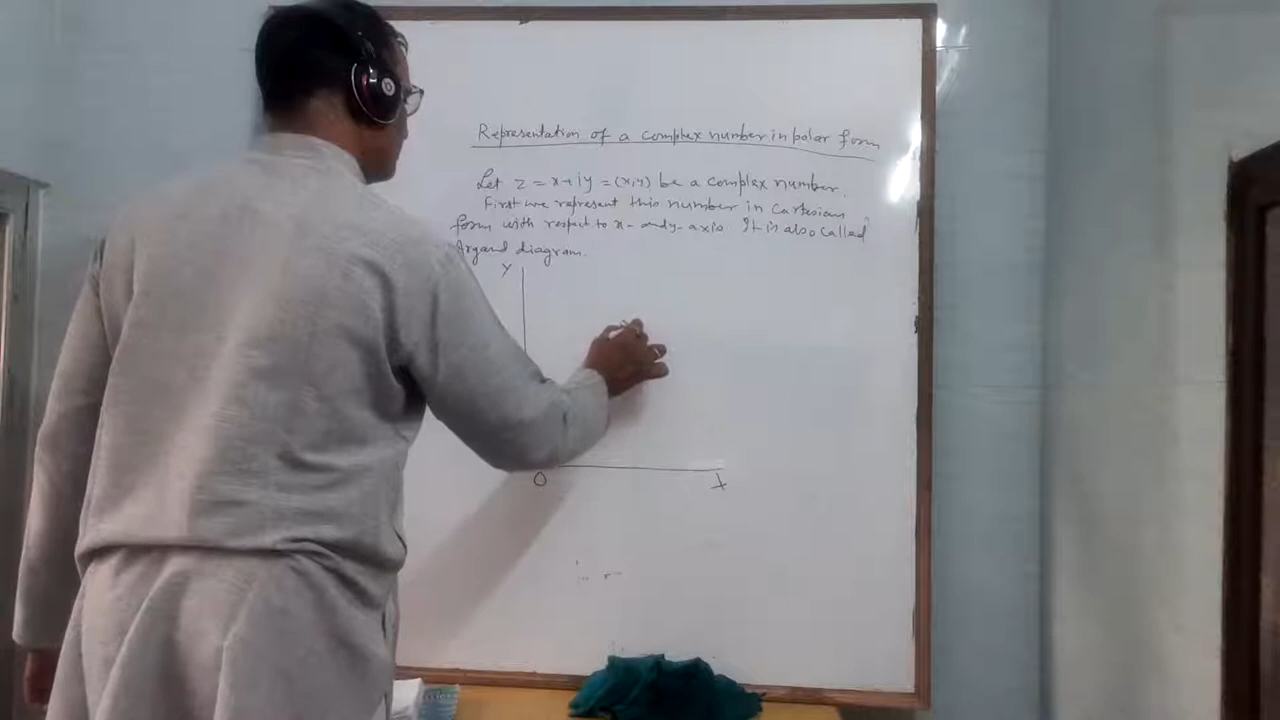 Representation of a complex number in polar form
Let z = x+iy = (x,y) be a complex number.
First we represent this number in Cartesian
form with respect to x- and y-axis. It is also called
Argand diagram.
Y
O
X